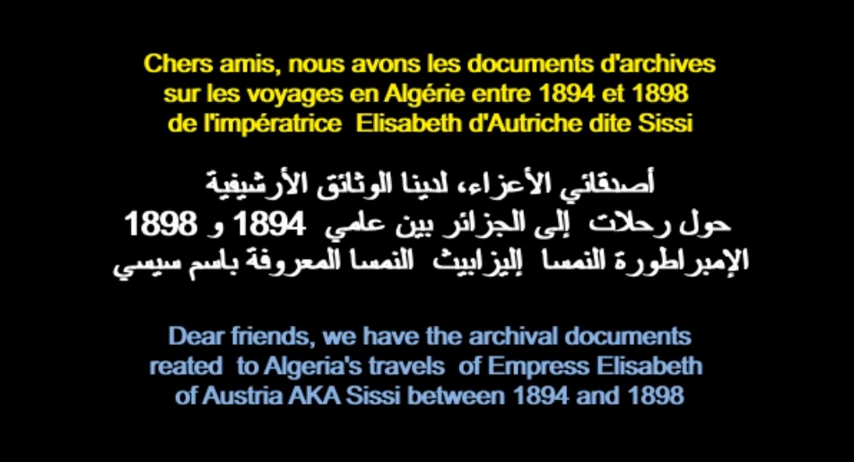 Chers amis, nous avons les documents d'archives
sur les voyages en Algérie entre 1894 et 1898
de l'impératrice Elisabeth d'Autriche dite Sissi
أصدقائي الأعزاء، لدينا الوثائق الأرشيفية
حول رحلات إلى الجزائر بين عامي 1894 و 1898
الإمبراطورة النمسا إليزابيث النمسا المعروفة باسم سيسي
Dear friends, we have the archival documents
reated to Algeria's travels of Empress Elisabeth
of Austria AKA Sissi between 1894 and 1898